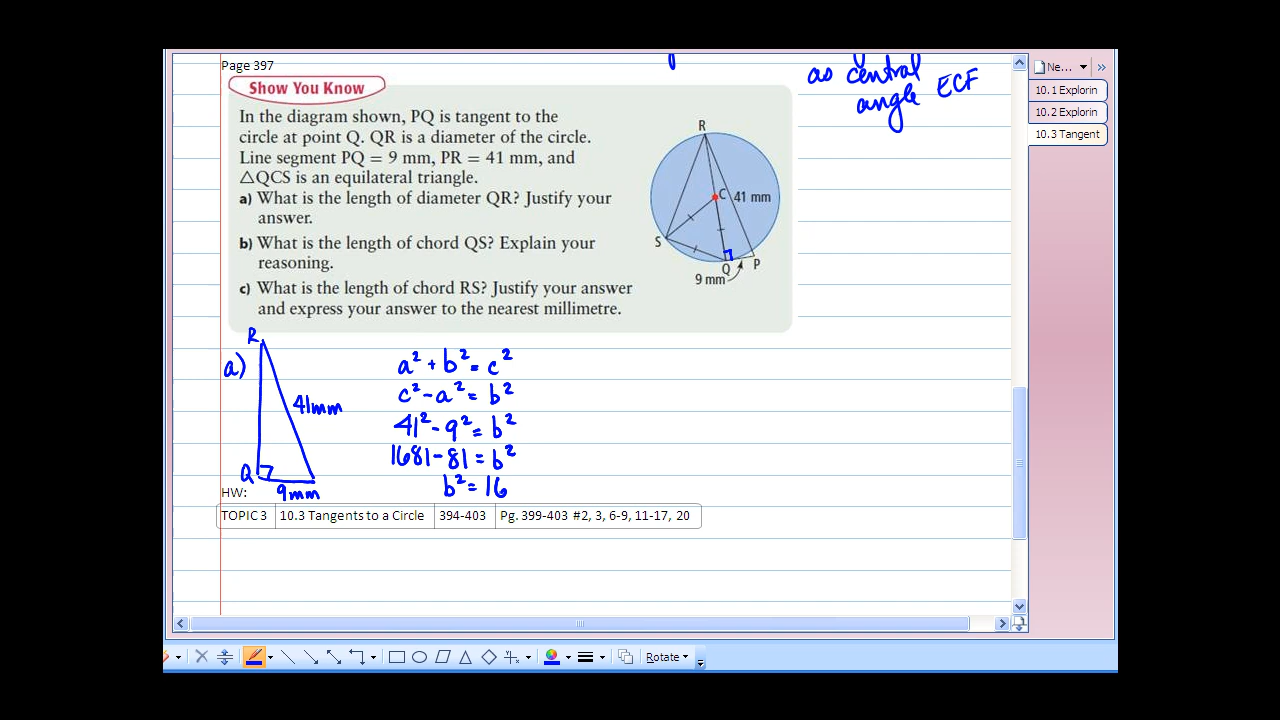 Page 397
as central
angle ECF
Ne...
10.1 Explorin
10.2 Explorin
10.3 Tangent
Show You Know
In the diagram shown, PQ is tangent to the
circle at point Q. QR is a diameter of the circle.
Line segment PQ = 9 mm, PR = 41 mm, and
△QCS is an equilateral triangle.
a) What is the length of diameter QR? Justify your
answer.
b) What is the length of chord QS? Explain your
reasoning.
c) What is the length of chord RS? Justify your answer
and express your answer to the nearest millimetre.
R
C 41 mm
S
Q P
9 mm
a)
R
41mm
Q
9mm
a² + b² = c²
c² - a² = b²
41² - 9² = b²
1681 - 81 = b²
b² = 16
HW:
TOPIC 3 10.3 Tangents to a Circle 394-403 Pg. 399-403 #2, 3, 6-9, 11-17, 20
Rotate